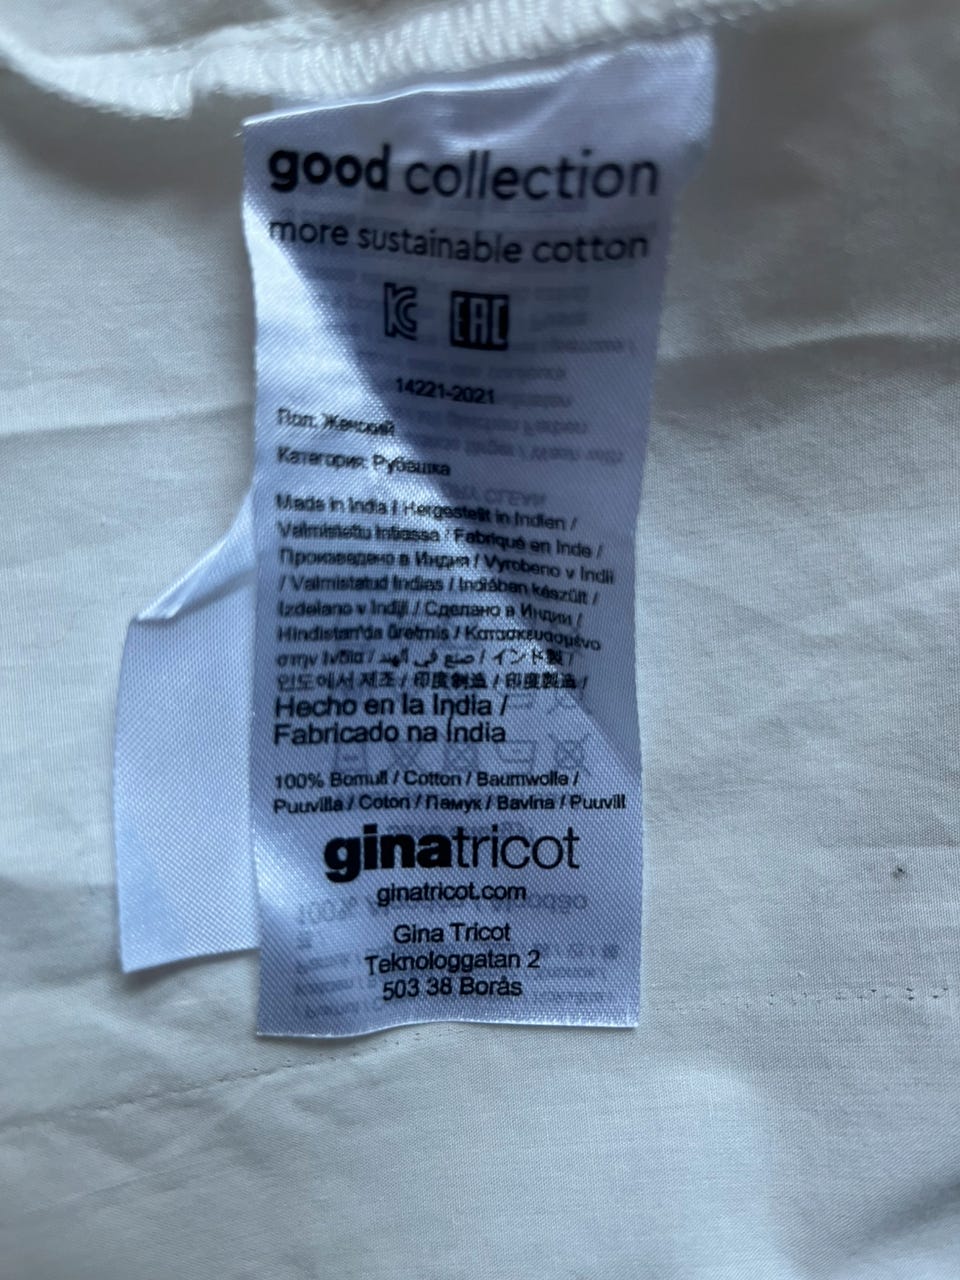 good collection
more sustainable cotton
EAC
14221-2021
Пол: Женский
Категория: Рубашка
Made in India / Hergestellt in Indien /
Valmistettu Intiassa / Fabriqué en Inde /
Произведено в Индия / Vyrobeno v Indii
/ Valmistatud Indias / Indiában készült /
Izdelano v Indiji / Сделано в Индии /
Hindistan'da üretmis / Κατασκευασμένο
στην Ινδία / صنع في الهند / インド製 /
인도에서 제조 / 印度制造 / 印度製造 /
Hecho en la India /
Fabricado na Índia
100% Bomull / Cotton / Baumwolle /
Puuvilla / Coton / Памук / Bavlna / Puuvill
ginatricot
ginatricot.com
Gina Tricot
Teknologgatan 2
503 38 Borås